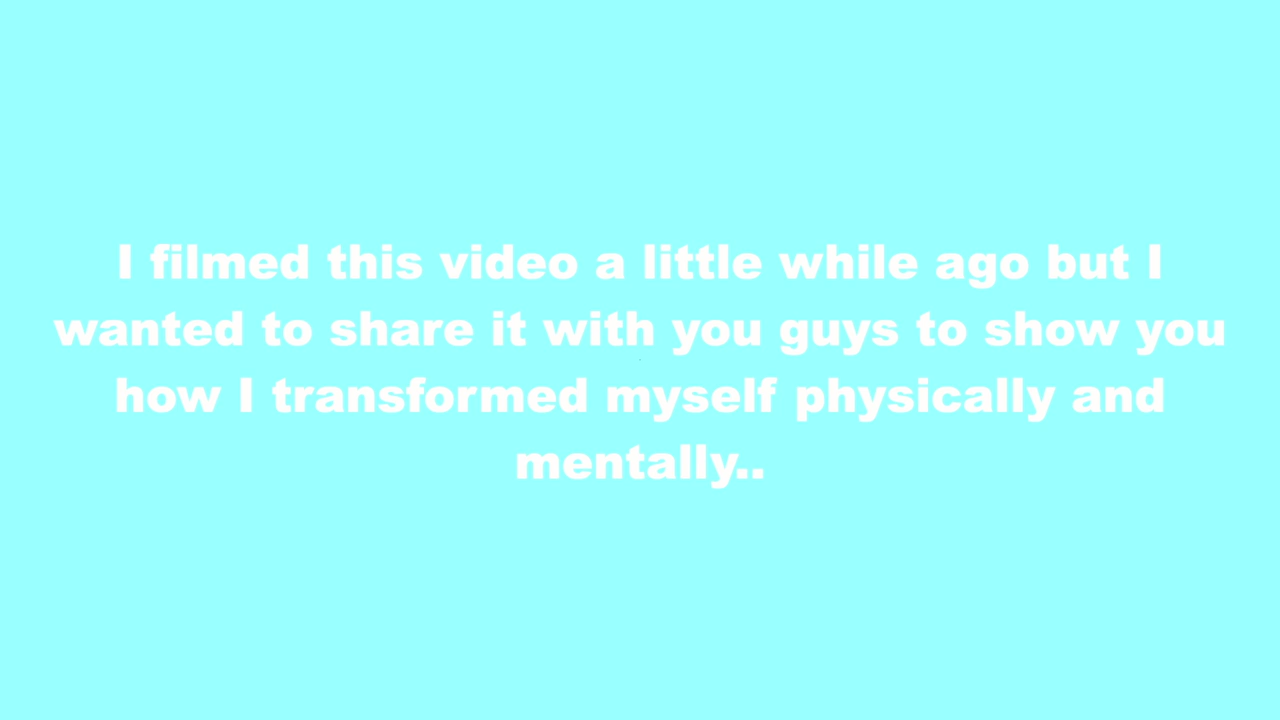 I filmed this video a little while ago but I
wanted to share it with you guys to show you
how I transformed myself physically and
mentally..